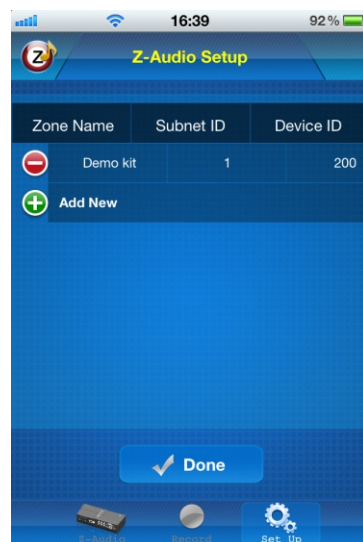 16:39 92%
Z Z-Audio Setup
Zone Name Subnet ID Device ID
Demo kit 1 200
Add New
Done
Z-Audio Record Set Up